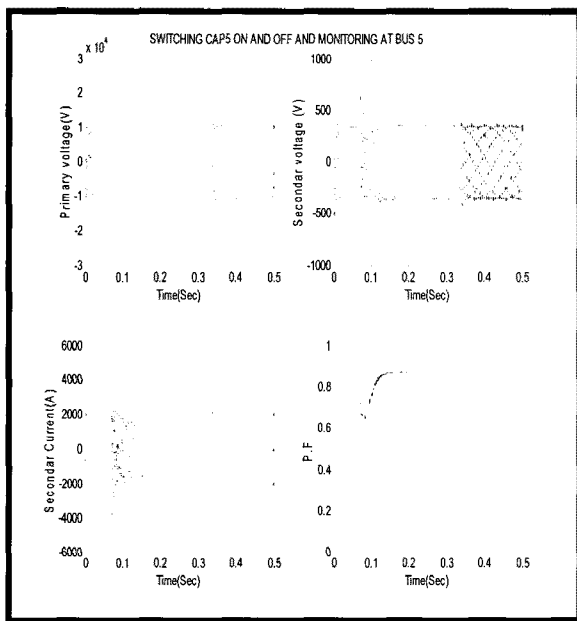 SWITCHING CAP5 ON AND OFF AND MONITORING AT BUS 5
x 10⁴
3
2
1
0
-1
-2
-3
Primary voltage(V)
0 0.1 0.2 0.3 0.4 0.5
Time(Sec)
1000
500
0
-500
-1000
Secondar voltage (V)
0 0.1 0.2 0.3 0.4 0.5
Time(Sec)
6000
4000
2000
0
-2000
-4000
-6000
Secondar Current(A)
0 0.1 0.2 0.3 0.4 0.5
Time(Sec)
1
0.8
0.6
0.4
0.2
0
P.F
0 0.1 0.2 0.3 0.4 0.5
Time(Sec)